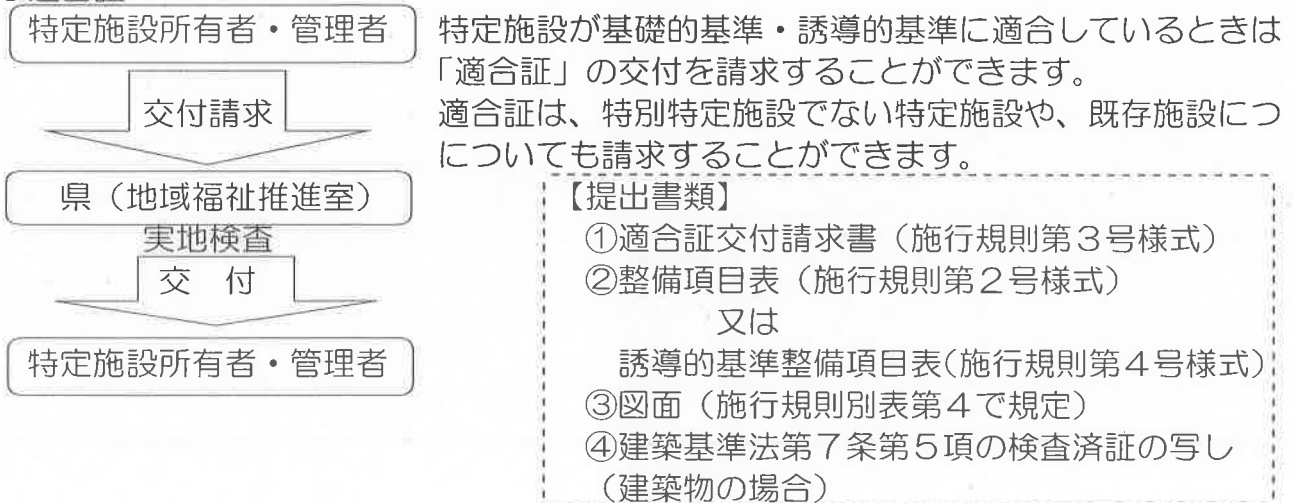 特定施設所有者・管理者
交付請求
県（地域福祉推進室）
実地検査
交　付
特定施設所有者・管理者
特定施設が基礎的基準・誘導的基準に適合しているときは
「適合証」の交付を請求することができます。
適合証は、特別特定施設でない特定施設や、既存施設につ
についても請求することができます。
【提出書類】
①適合証交付請求書（施行規則第３号様式）
②整備項目表（施行規則第２号様式）
又は
誘導的基準整備項目表（施行規則第４号様式）
③図面（施行規則別表第４で規定）
④建築基準法第７条第５項の検査済証の写し
（建築物の場合）